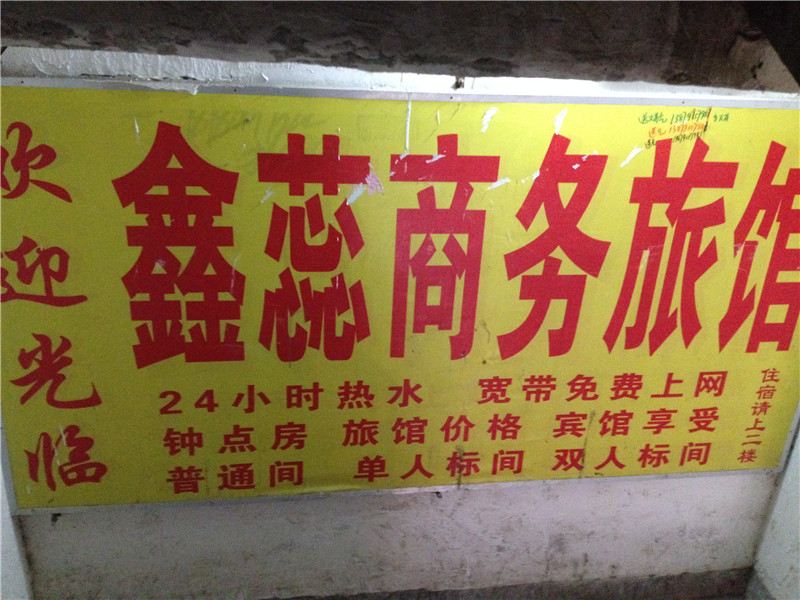 欢迎光临
鑫蕊商务旅馆
24小时热水 宽带免费上网
钟点房 旅馆价格 宾馆享受
普通间 单人标间 双人标间
住宿请上二楼